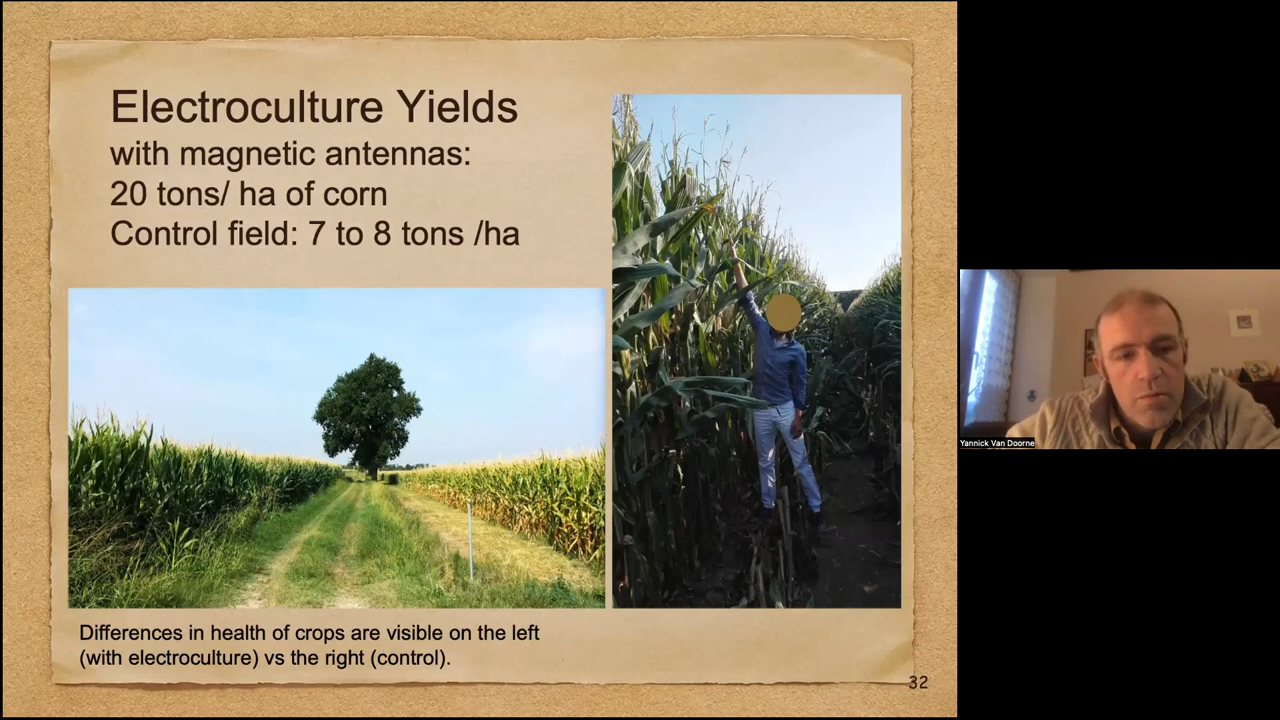 Electroculture Yields
with magnetic antennas:
20 tons/ ha of corn
Control field: 7 to 8 tons /ha
Differences in health of crops are visible on the left
(with electroculture) vs the right (control).
32
Yannick Van Doorne